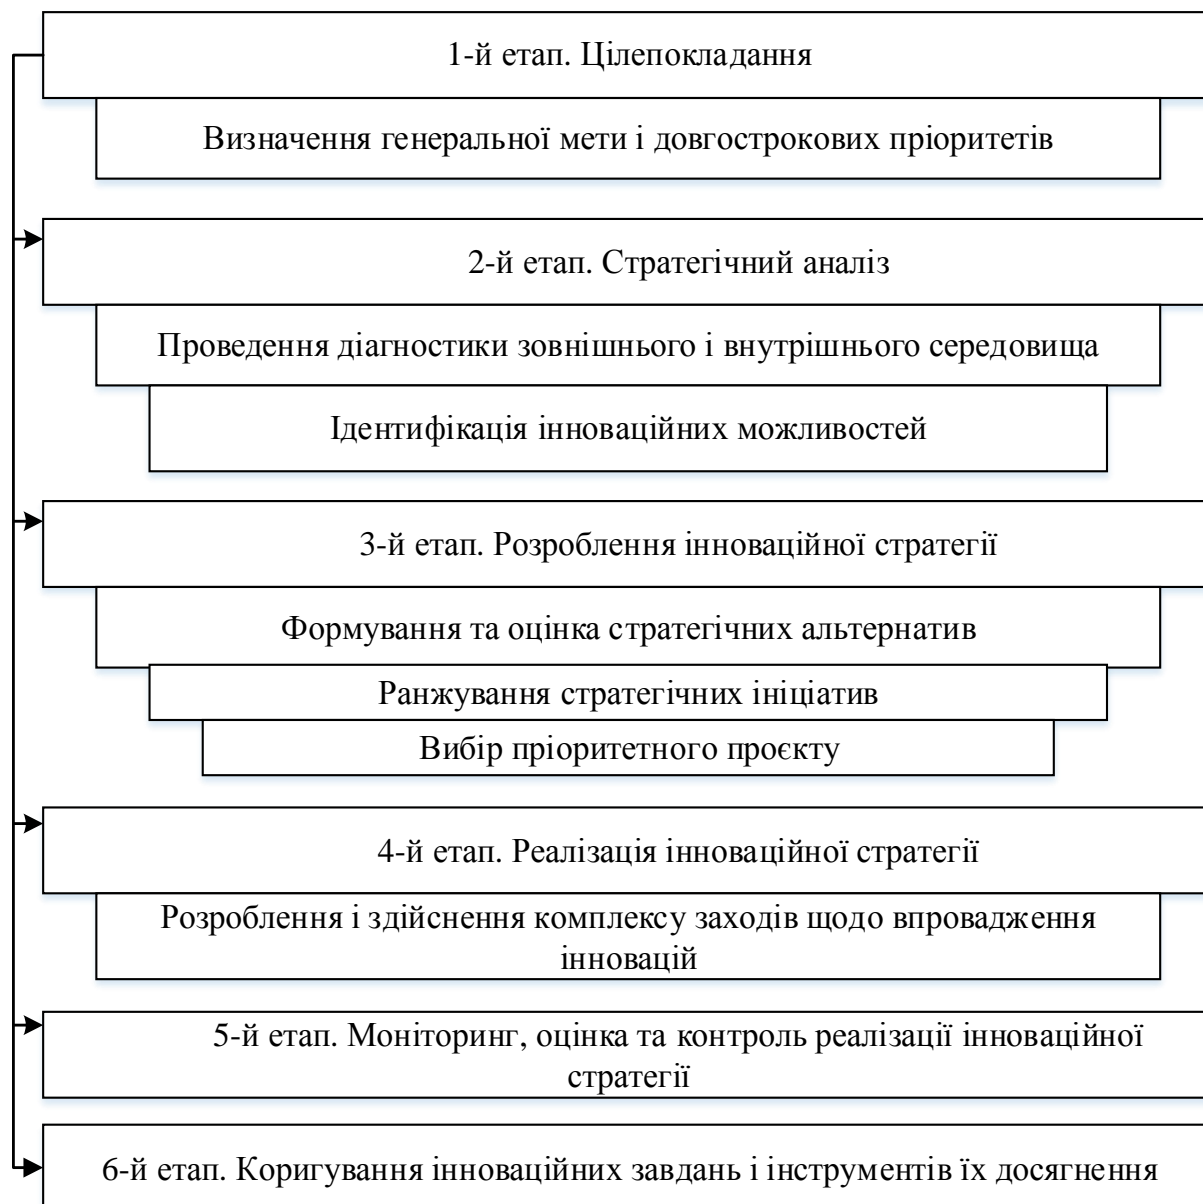 1-й етап. Цілепокладання
Визначення генеральної мети і довгострокових пріоритетів
2-й етап. Стратегічний аналіз
Проведення діагностики зовнішнього і внутрішнього середовища
Ідентифікація інноваційних можливостей
3-й етап. Розроблення інноваційної стратегії
Формування та оцінка стратегічних альтернатив
Ранжування стратегічних ініціатив
Вибір пріоритетного проєкту
4-й етап. Реалізація інноваційної стратегії
Розроблення і здійснення комплексу заходів щодо впровадження
інновацій
5-й етап. Моніторинг, оцінка та контроль реалізації інноваційної
стратегії
6-й етап. Коригування інноваційних завдань і інструментів їх досягнення